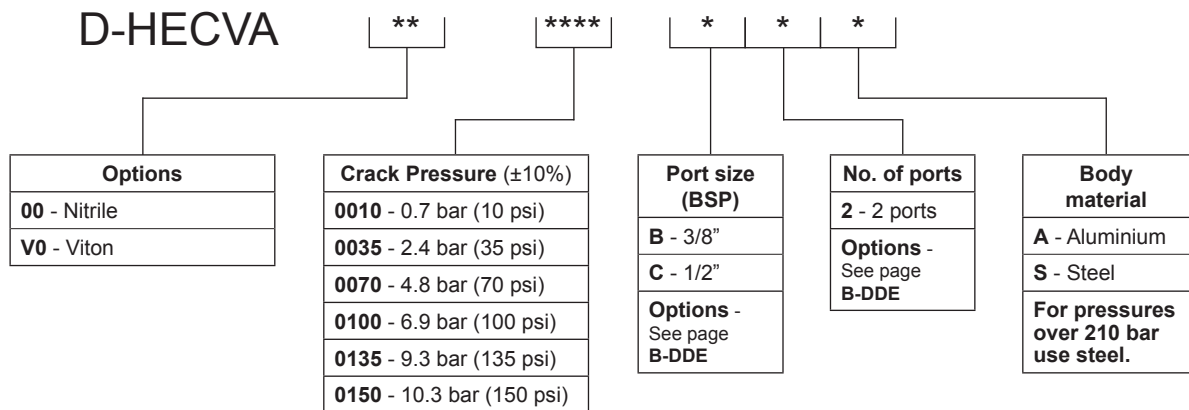 D-HECVA ** **** * * *
Options
00 - Nitrile
V0 - Viton
Crack Pressure (±10%)
0010 - 0.7 bar (10 psi)
0035 - 2.4 bar (35 psi)
0070 - 4.8 bar (70 psi)
0100 - 6.9 bar (100 psi)
0135 - 9.3 bar (135 psi)
0150 - 10.3 bar (150 psi)
Port size
(BSP)
B - 3/8”
C - 1/2”
Options -
See page
B-DDE
No. of ports
2 - 2 ports
Options -
See page
B-DDE
Body
material
A - Aluminium
S - Steel
For pressures
over 210 bar
use steel.